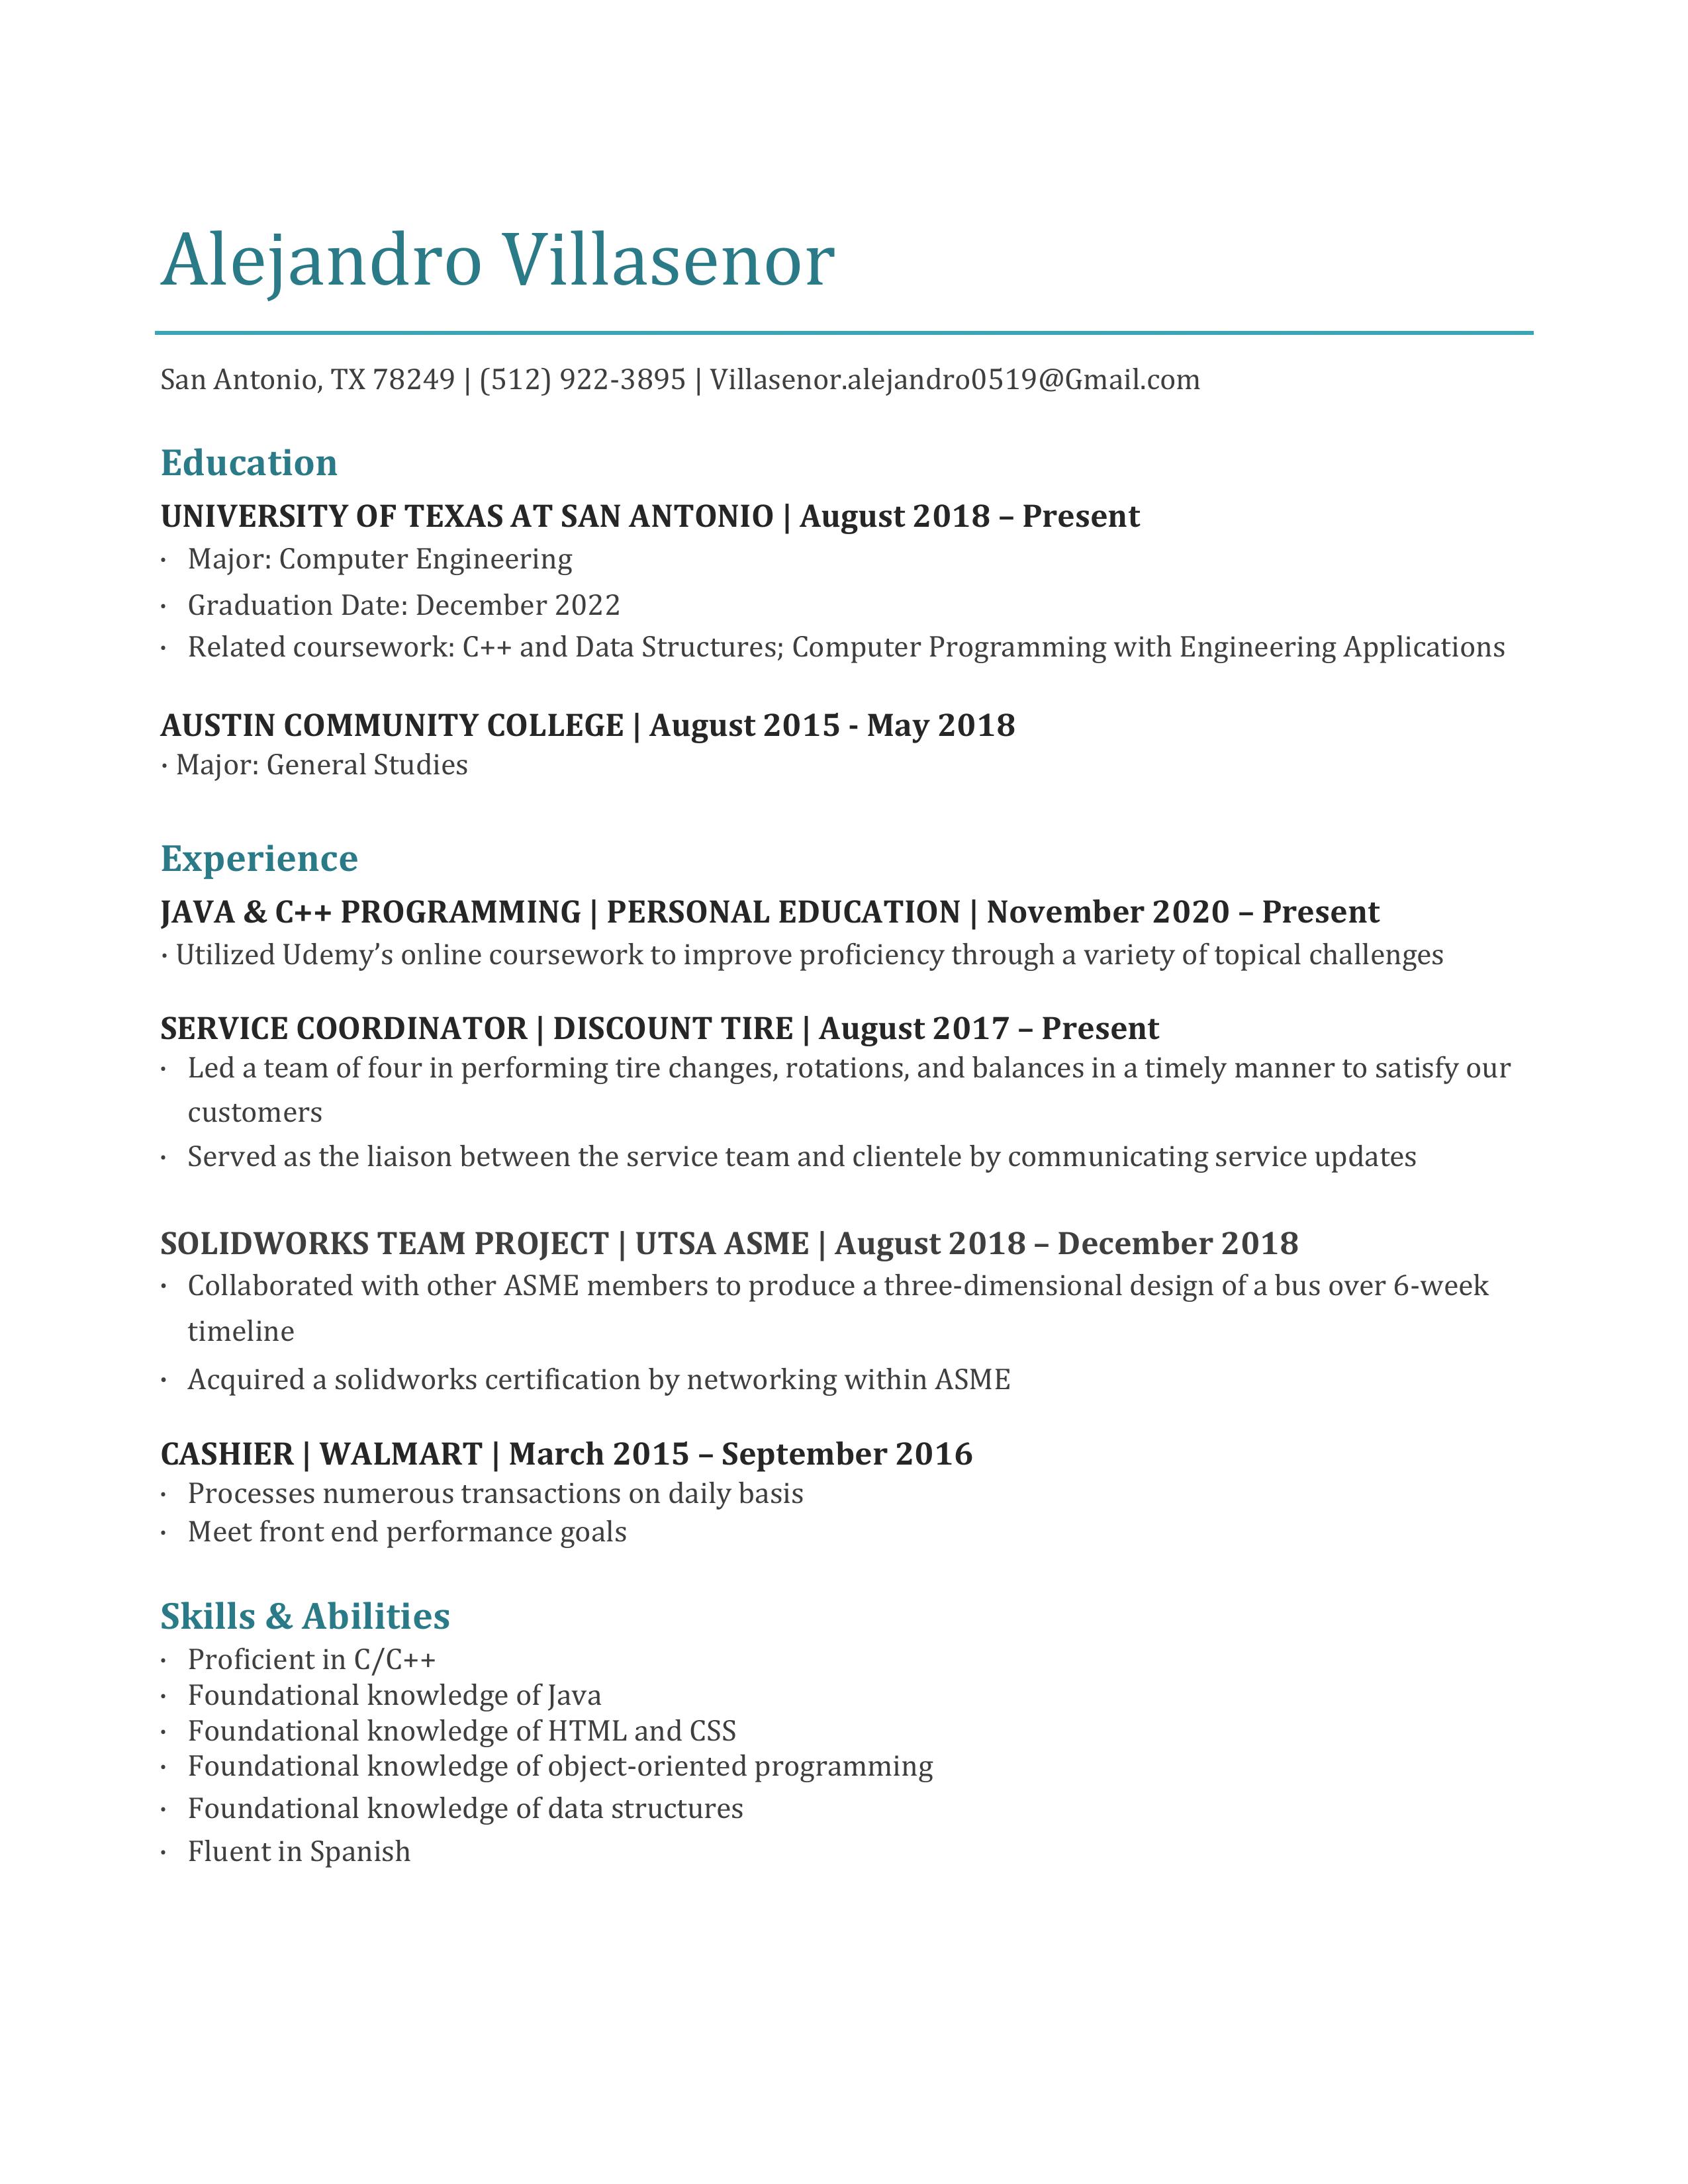 Alejandro Villasenor
San Antonio, TX 78249 | (512) 922-3895 | Villasenor.alejandro0519@Gmail.com
Education
UNIVERSITY OF TEXAS AT SAN ANTONIO | August 2018 – Present
· Major: Computer Engineering
· Graduation Date: December 2022
· Related coursework: C++ and Data Structures; Computer Programming with Engineering Applications
AUSTIN COMMUNITY COLLEGE | August 2015 - May 2018
· Major: General Studies
Experience
JAVA & C++ PROGRAMMING | PERSONAL EDUCATION | November 2020 – Present
· Utilized Udemy’s online coursework to improve proficiency through a variety of topical challenges
SERVICE COORDINATOR | DISCOUNT TIRE | August 2017 – Present
· Led a team of four in performing tire changes, rotations, and balances in a timely manner to satisfy our
customers
· Served as the liaison between the service team and clientele by communicating service updates
SOLIDWORKS TEAM PROJECT | UTSA ASME | August 2018 – December 2018
· Collaborated with other ASME members to produce a three-dimensional design of a bus over 6-week
timeline
· Acquired a solidworks certification by networking within ASME
CASHIER | WALMART | March 2015 – September 2016
· Processes numerous transactions on daily basis
· Meet front end performance goals
Skills & Abilities
· Proficient in C/C++
· Foundational knowledge of Java
· Foundational knowledge of HTML and CSS
· Foundational knowledge of object-oriented programming
· Foundational knowledge of data structures
· Fluent in Spanish